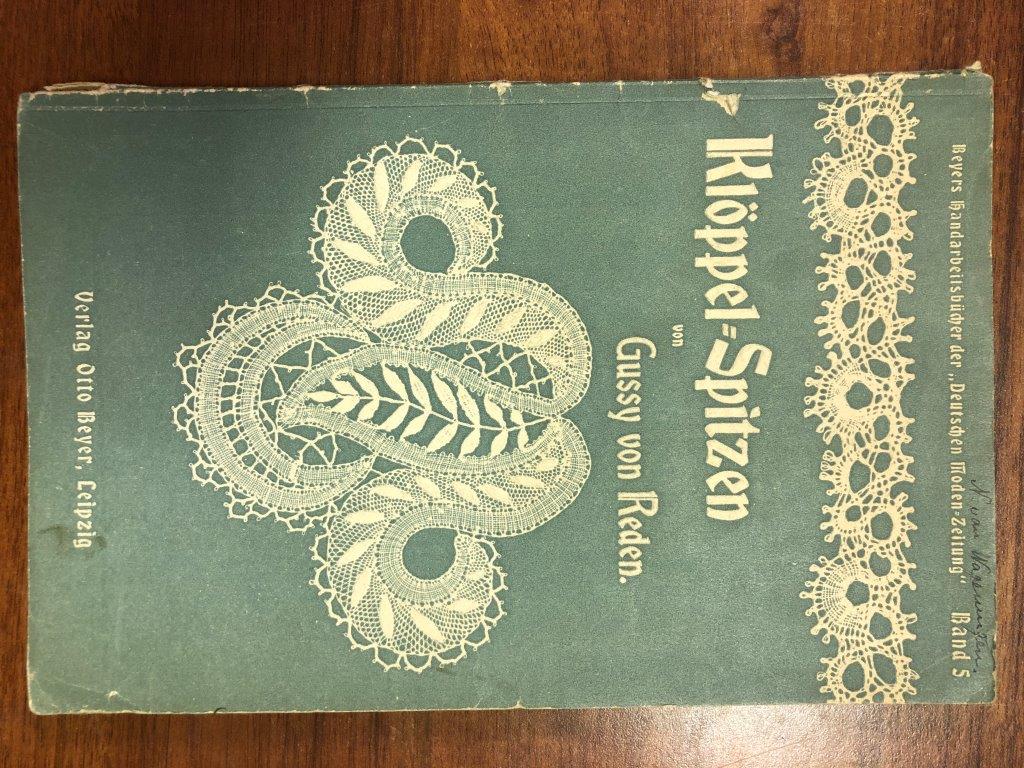 Beyers Handarbeitsbücher der „Deutschen Moden-Zeitung“ Band 5
Klöppel=Spitzen
von
Gussy von Reden.
Verlag Otto Beyer, Leipzig